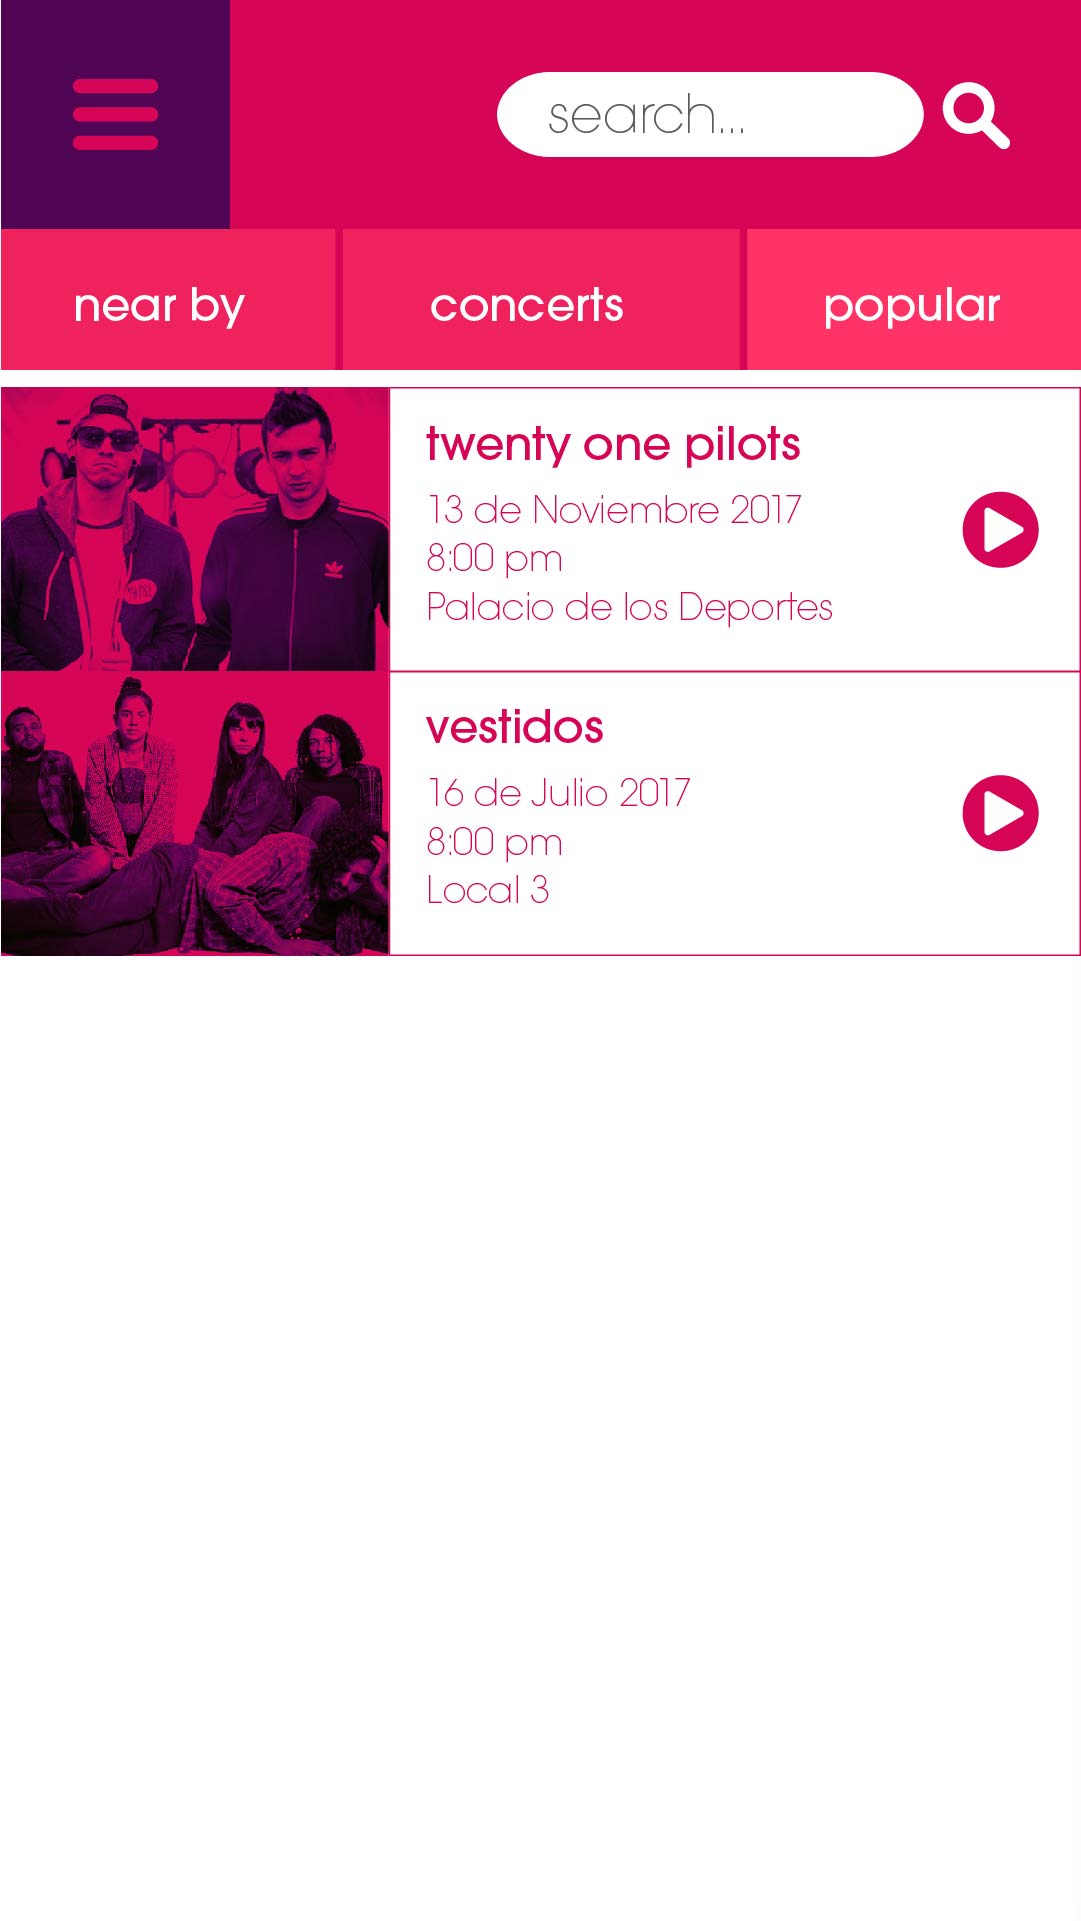 search...
near by
concerts
popular
twenty one pilots
13 de Noviembre 2017
8:00 pm
Palacio de los Deportes
vestidos
16 de Julio 2017
8:00 pm
Local 3